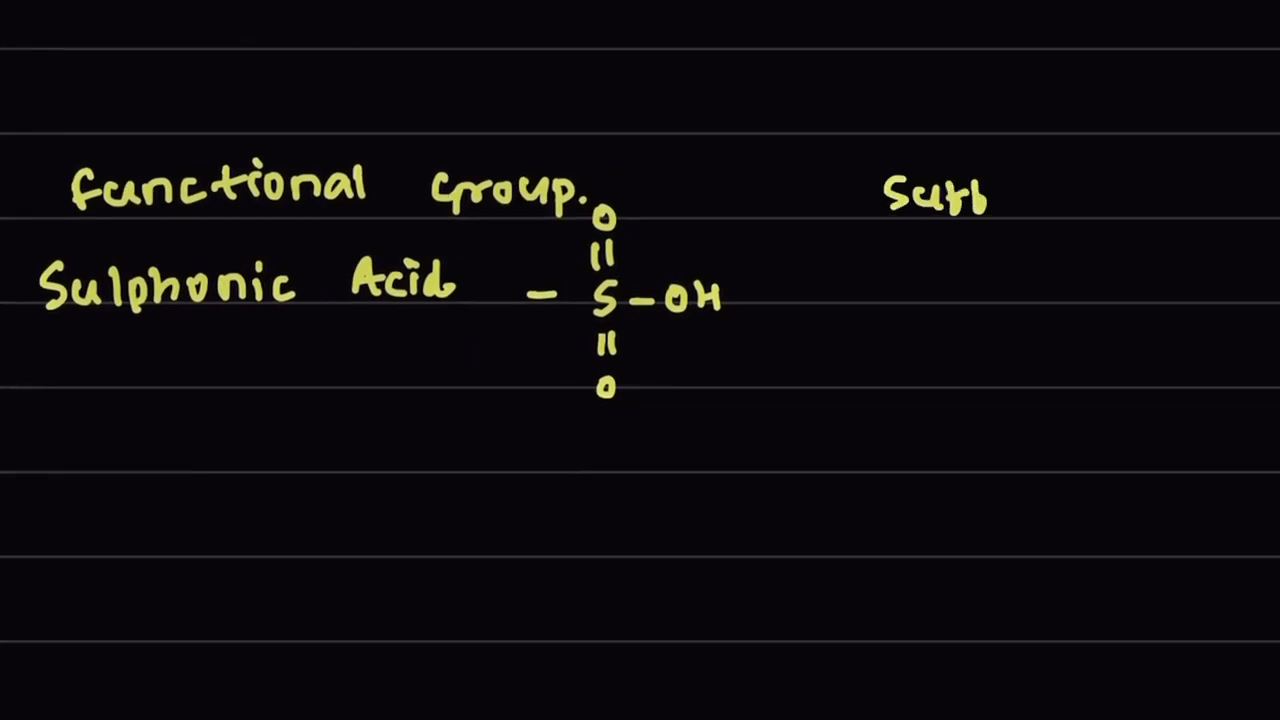 Functional Group.
O
||
Sulphonic Acid - S - OH
||
O